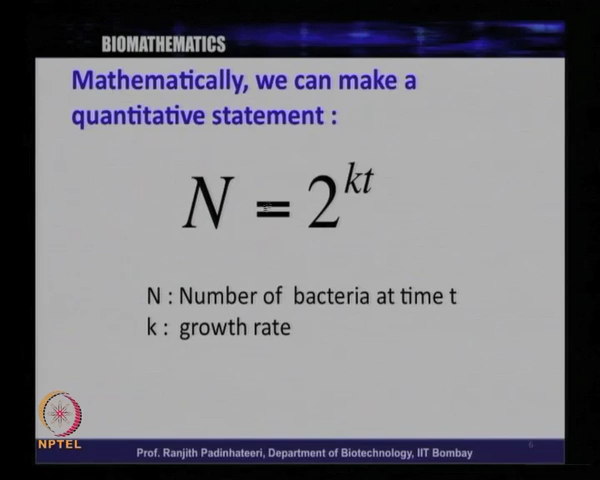 BIOMATHEMATICS
Mathematically, we can make a
quantitative statement :
N = 2^{kt}
N : Number of bacteria at time t
k : growth rate
NPTEL
6
Prof. Ranjith Padinhateeri, Department of Biotechnology, IIT Bombay